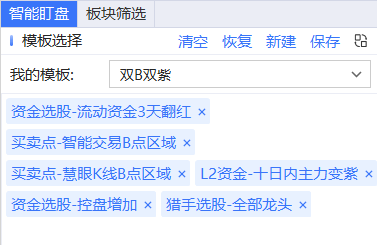 智能盯盘 板块筛选
模板选择 清空 恢复 新建 保存
我的模板: 双B双紫
资金选股-流动资金3天翻红 ×
买卖点-智能交易B点区域 ×
买卖点-慧眼K线B点区域 × L2资金-十日内主力变紫 ×
资金选股-控盘增加 × 猎手选股-全部龙头 ×